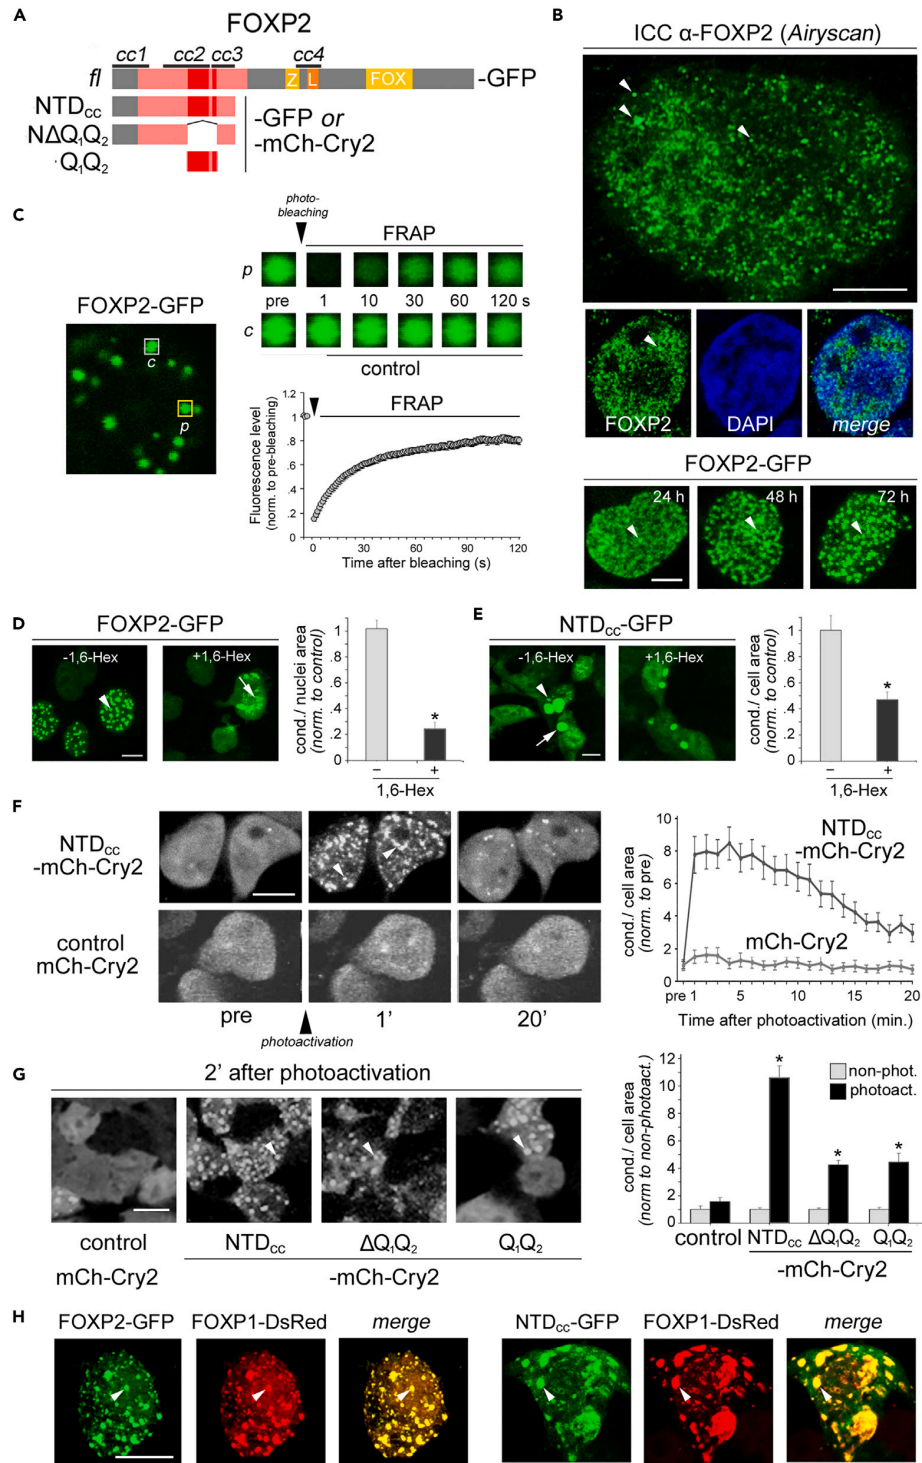 A
FOXP2
cc1 cc2 cc3 cc4
fl
Z L FOX
-GFP
NTDcc
NΔQ1Q2
Q1Q2
-GFP or
-mCh-Cry2
B
ICC α-FOXP2 (Airyscan)
FOXP2
DAPI
merge
FOXP2-GFP
24 h
48 h
72 h
C
photo-
bleaching
FRAP
p
pre 1 10 30 60 120 s
c
control
FOXP2-GFP
c
p
FRAP
Fluorescence level
(norm. to pre-bleaching)
1.2
1
.8
.6
.4
.2
0
0 30 60 90 120
Time after bleaching (s)
D
FOXP2-GFP
-1,6-Hex
+1,6-Hex
cond./ nuclei area
(norm. to control)
1
.8
.6
.4
.2
0
*
− +
1,6-Hex
E
NTDcc-GFP
-1,6-Hex
+1,6-Hex
cond./ cell area
(norm. to control)
1
.8
.6
.4
.2
0
*
− +
1,6-Hex
F
NTDcc
-mCh-Cry2
control
mCh-Cry2
pre 1' 20'
photoactivation
cond./ cell area
(norm. to pre)
10
8
6
4
2
0
NTDcc
-mCh-Cry2
mCh-Cry2
pre 1 5 10 15 20
Time after photoactivation (min.)
G
2' after photoactivation
control
mCh-Cry2
NTDcc ΔQ1Q2 Q1Q2
-mCh-Cry2
cond./ cell area
(norm to non-photoact.)
12
10
8
6
4
2
0
non-phot.
photoact.
* * *
control NTDcc ΔQ1Q2 Q1Q2
-mCh-Cry2
H
FOXP2-GFP FOXP1-DsRed merge
NTDcc-GFP FOXP1-DsRed merge